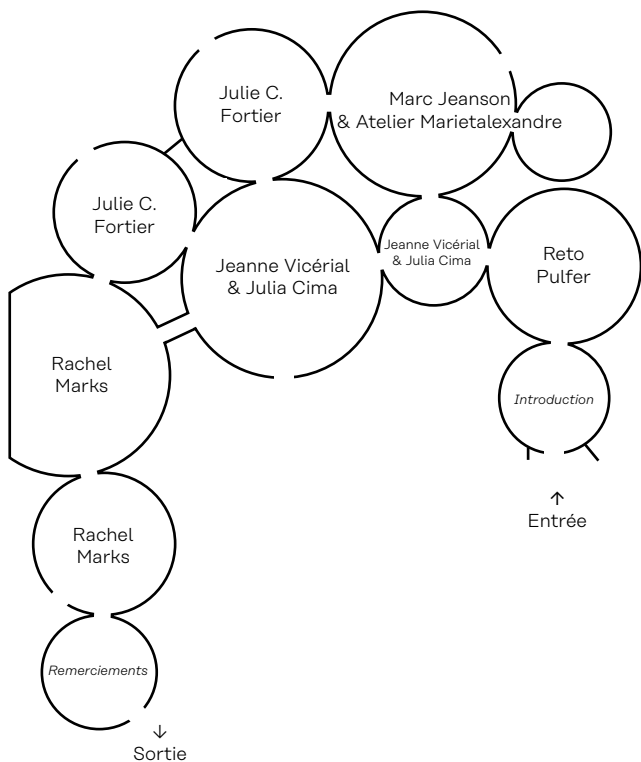 Julie C.
Fortier
Marc Jeanson
& Atelier Marietalexandre
Julie C.
Fortier
Jeanne Vicérial
& Julia Cima
Jeanne Vicérial
& Julia Cima
Reto
Pulfer
Rachel
Marks
Introduction
↑
Entrée
Rachel
Marks
Remerciements
↓
Sortie